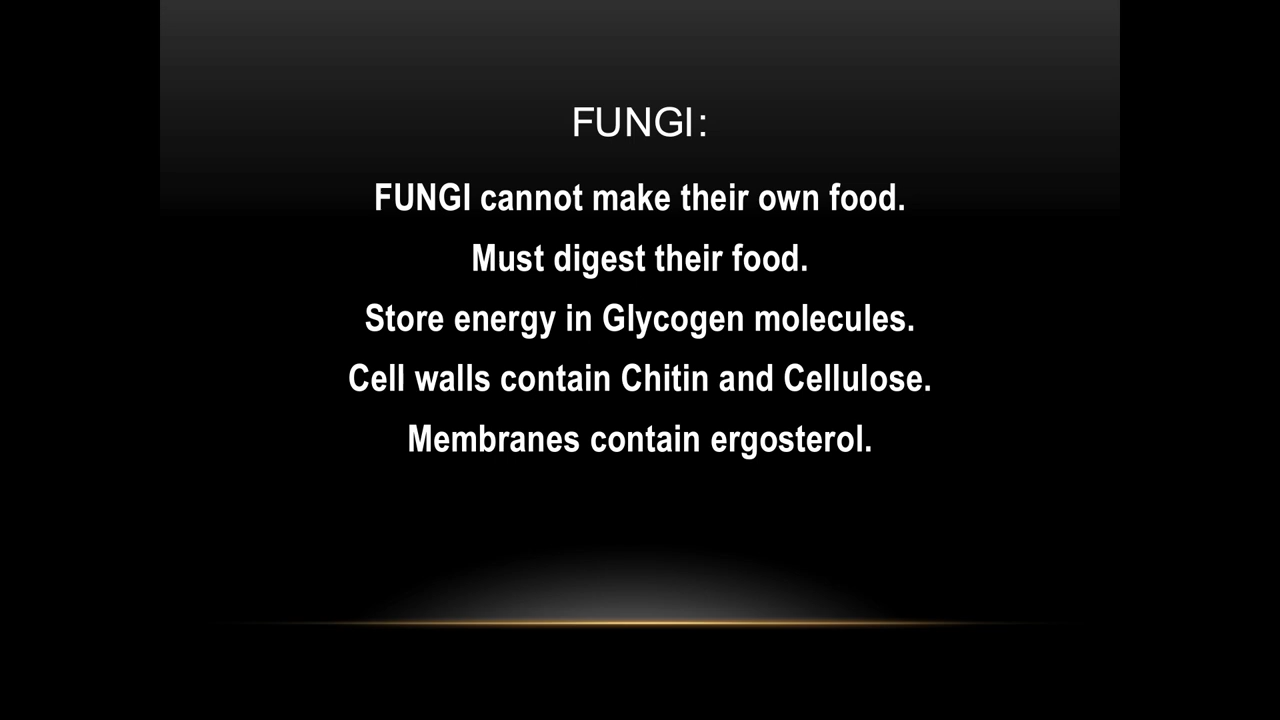 FUNGI:
FUNGI cannot make their own food.
Must digest their food.
Store energy in Glycogen molecules.
Cell walls contain Chitin and Cellulose.
Membranes contain ergosterol.